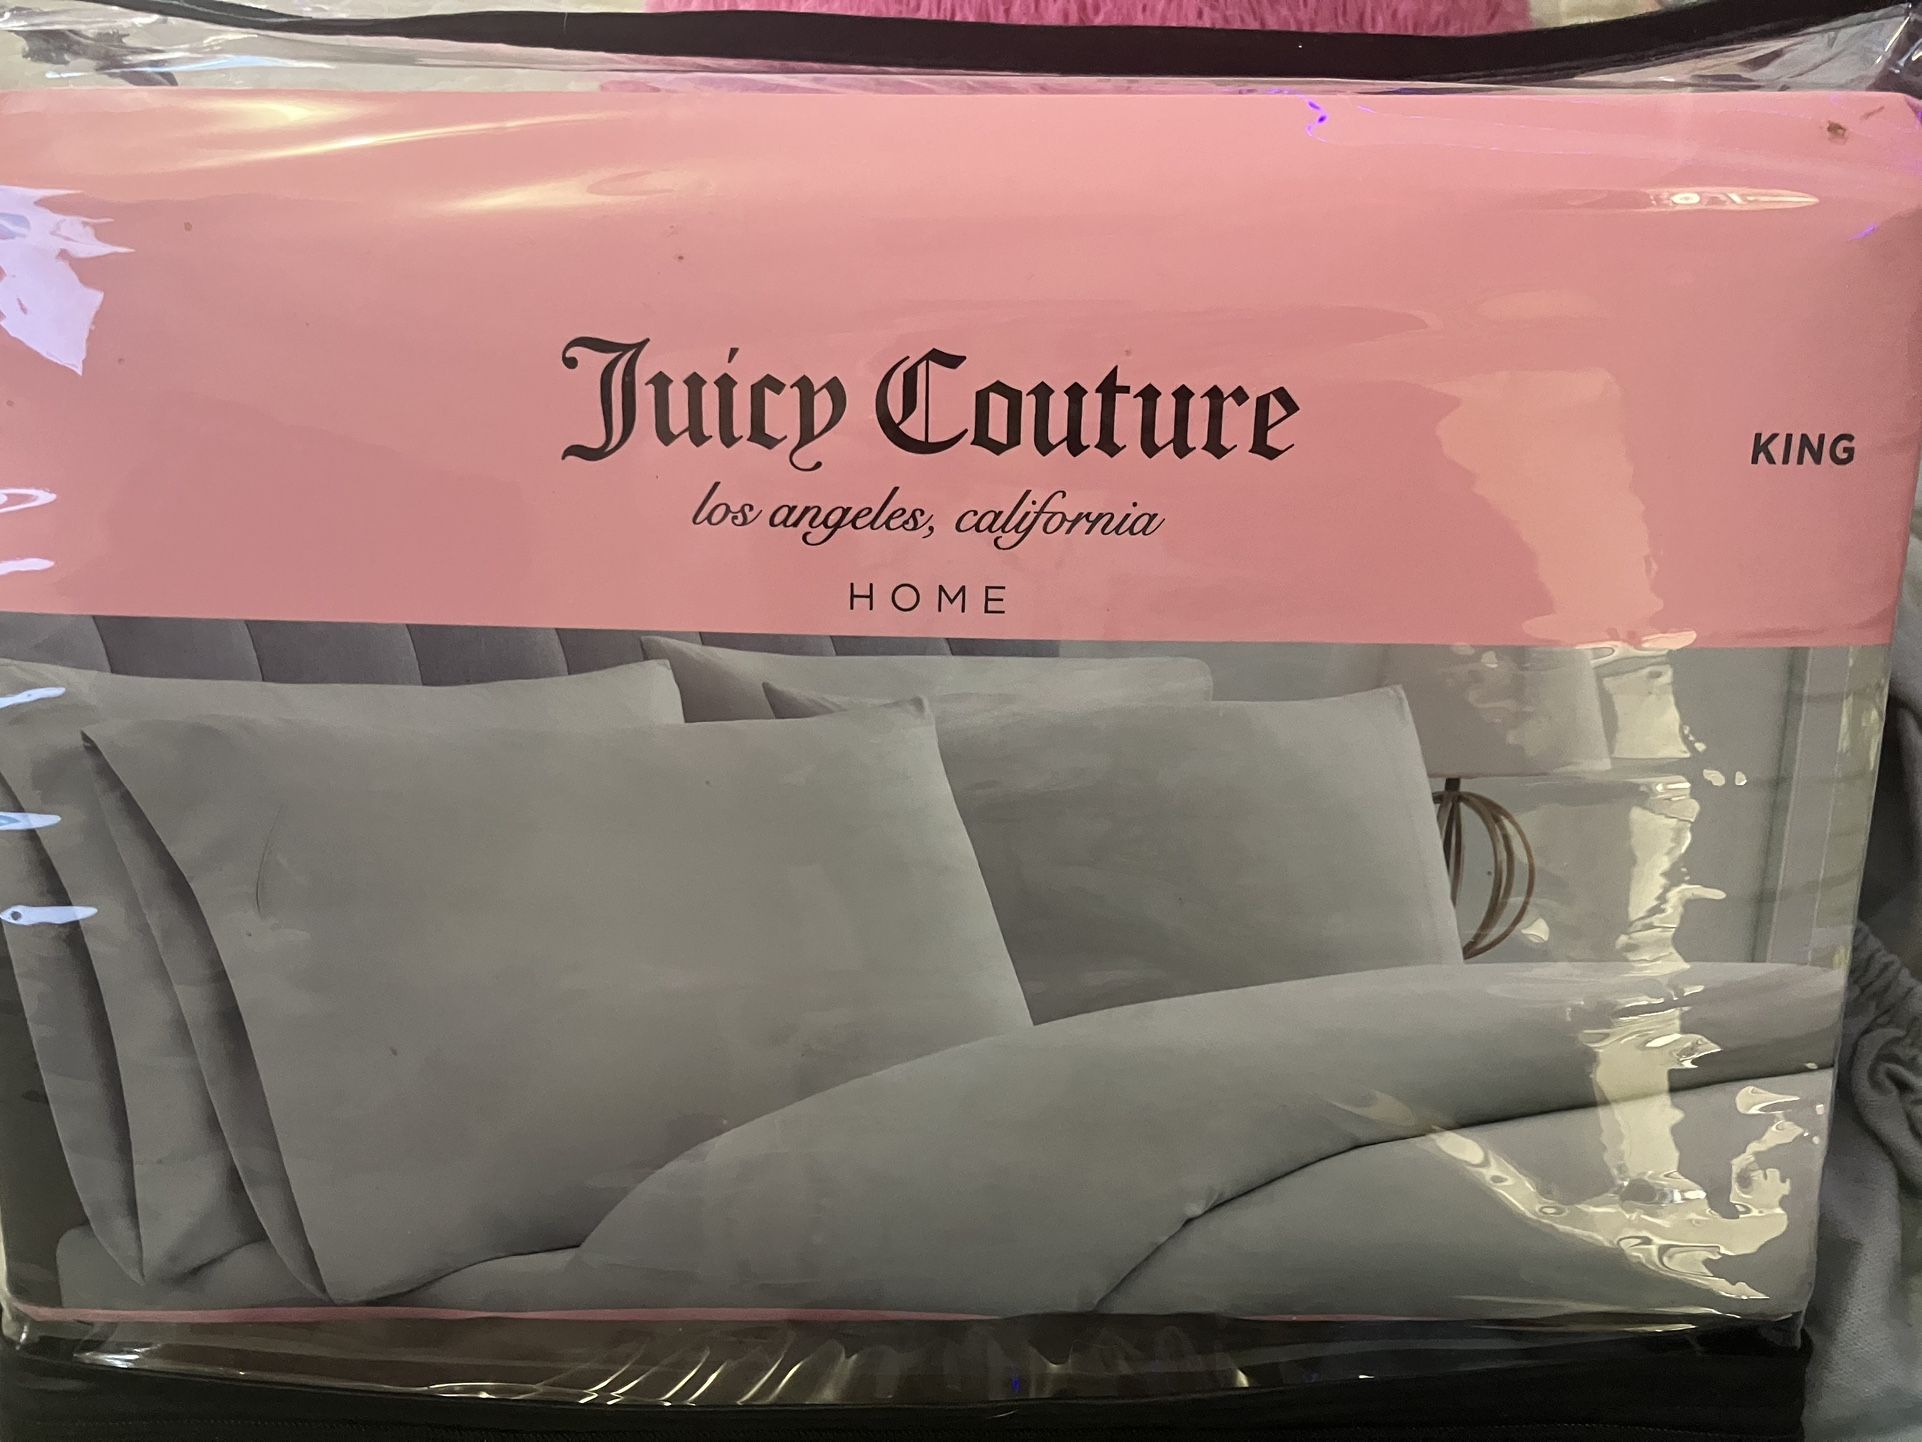 Juicy Couture
los angeles, california
HOME
KING